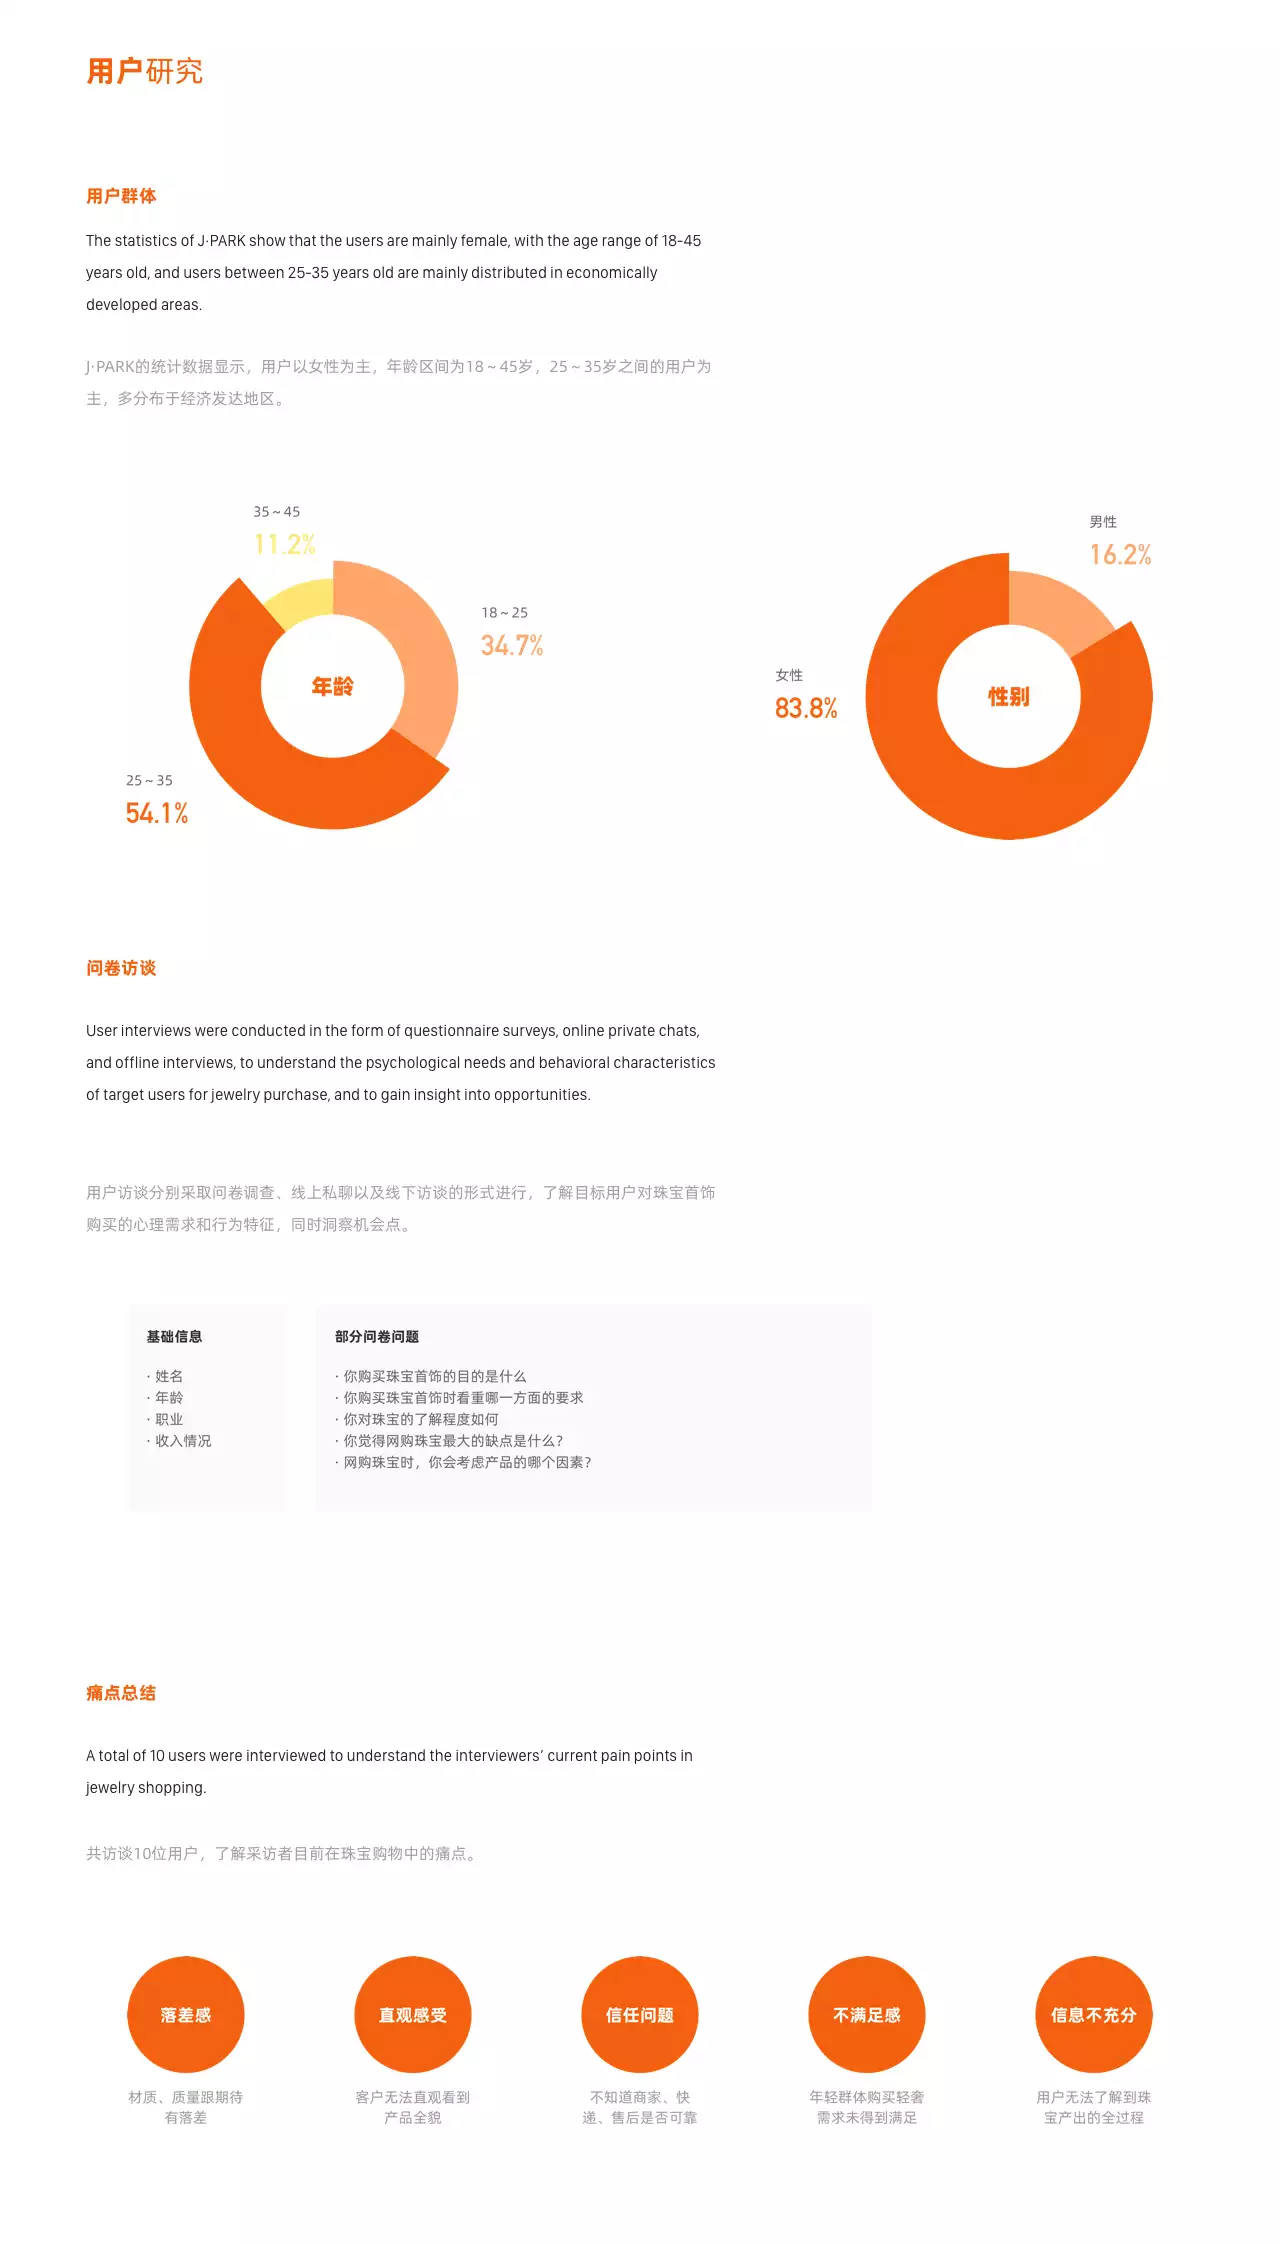 用户研究
用户群体
The statistics of J·PARK show that the users are mainly female, with the age range of 18-45
years old, and users between 25-35 years old are mainly distributed in economically
developed areas.
J·PARK的统计数据显示，用户以女性为主，年龄区间为18～45岁，25～35岁之间的用户为
主，多分布于经济发达地区。
35～45
11.2%
18～25
34.7%
年龄
25～35
54.1%
男性
16.2%
女性
83.8%
性别
问卷访谈
User interviews were conducted in the form of questionnaire surveys, online private chats,
and offline interviews, to understand the psychological needs and behavioral characteristics
of target users for jewelry purchase, and to gain insight into opportunities.
用户访谈分别采取问卷调查、线上私聊以及线下访谈的形式进行，了解目标用户对珠宝首饰
购买的心理需求和行为特征，同时洞察机会点。
基础信息
· 姓名
· 年龄
· 职业
· 收入情况
部分问卷问题
· 你购买珠宝首饰的目的是什么
· 你购买珠宝首饰时看重哪一方面的要求
· 你对珠宝的了解程度如何
· 你觉得网购珠宝最大的缺点是什么？
· 网购珠宝时，你会考虑产品的哪个因素？
痛点总结
A total of 10 users were interviewed to understand the interviewers’ current pain points in
jewelry shopping.
共访谈10位用户，了解采访者目前在珠宝购物中的痛点。
落差感
材质、质量跟期待
有落差
直观感受
客户无法直观看到
产品全貌
信任问题
不知道商家、快
递、售后是否可靠
不满足感
年轻群体购买轻奢
需求未得到满足
信息不充分
用户无法了解到珠
宝产出的全过程